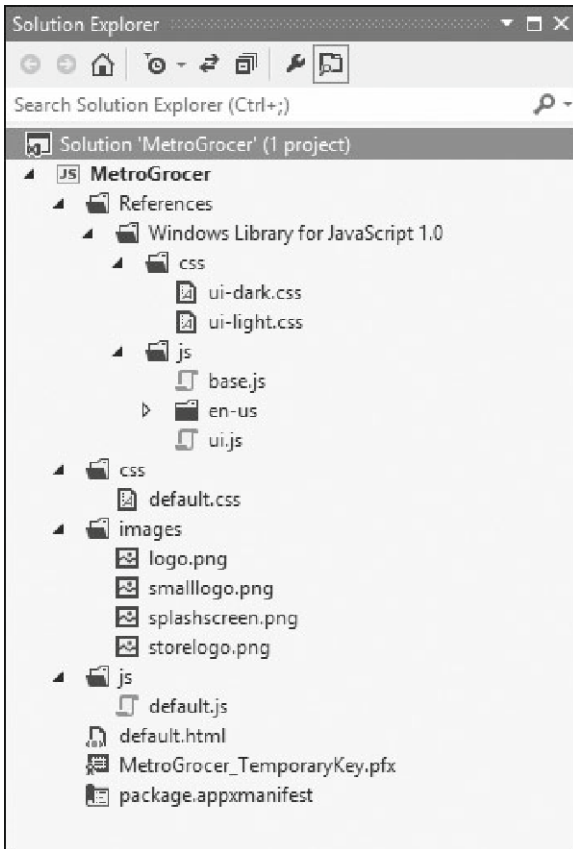 Solution Explorer
Search Solution Explorer (Ctrl+;)
Solution 'MetroGrocer' (1 project)
JS MetroGrocer
References
Windows Library for JavaScript 1.0
css
ui-dark.css
ui-light.css
js
base.js
en-us
ui.js
css
default.css
images
logo.png
smalllogo.png
splashscreen.png
storelogo.png
js
default.js
default.html
MetroGrocer_TemporaryKey.pfx
package.appxmanifest